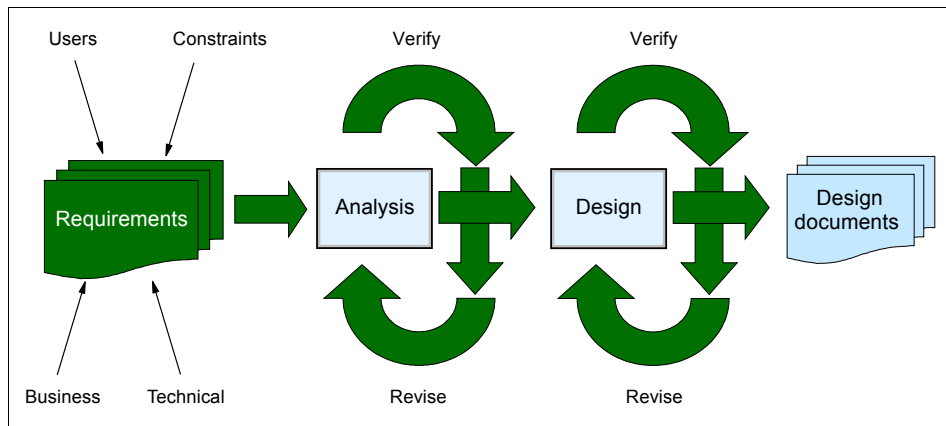 Users
Constraints
Verify
Verify
Requirements
Analysis
Design
Design
documents
Business
Technical
Revise
Revise